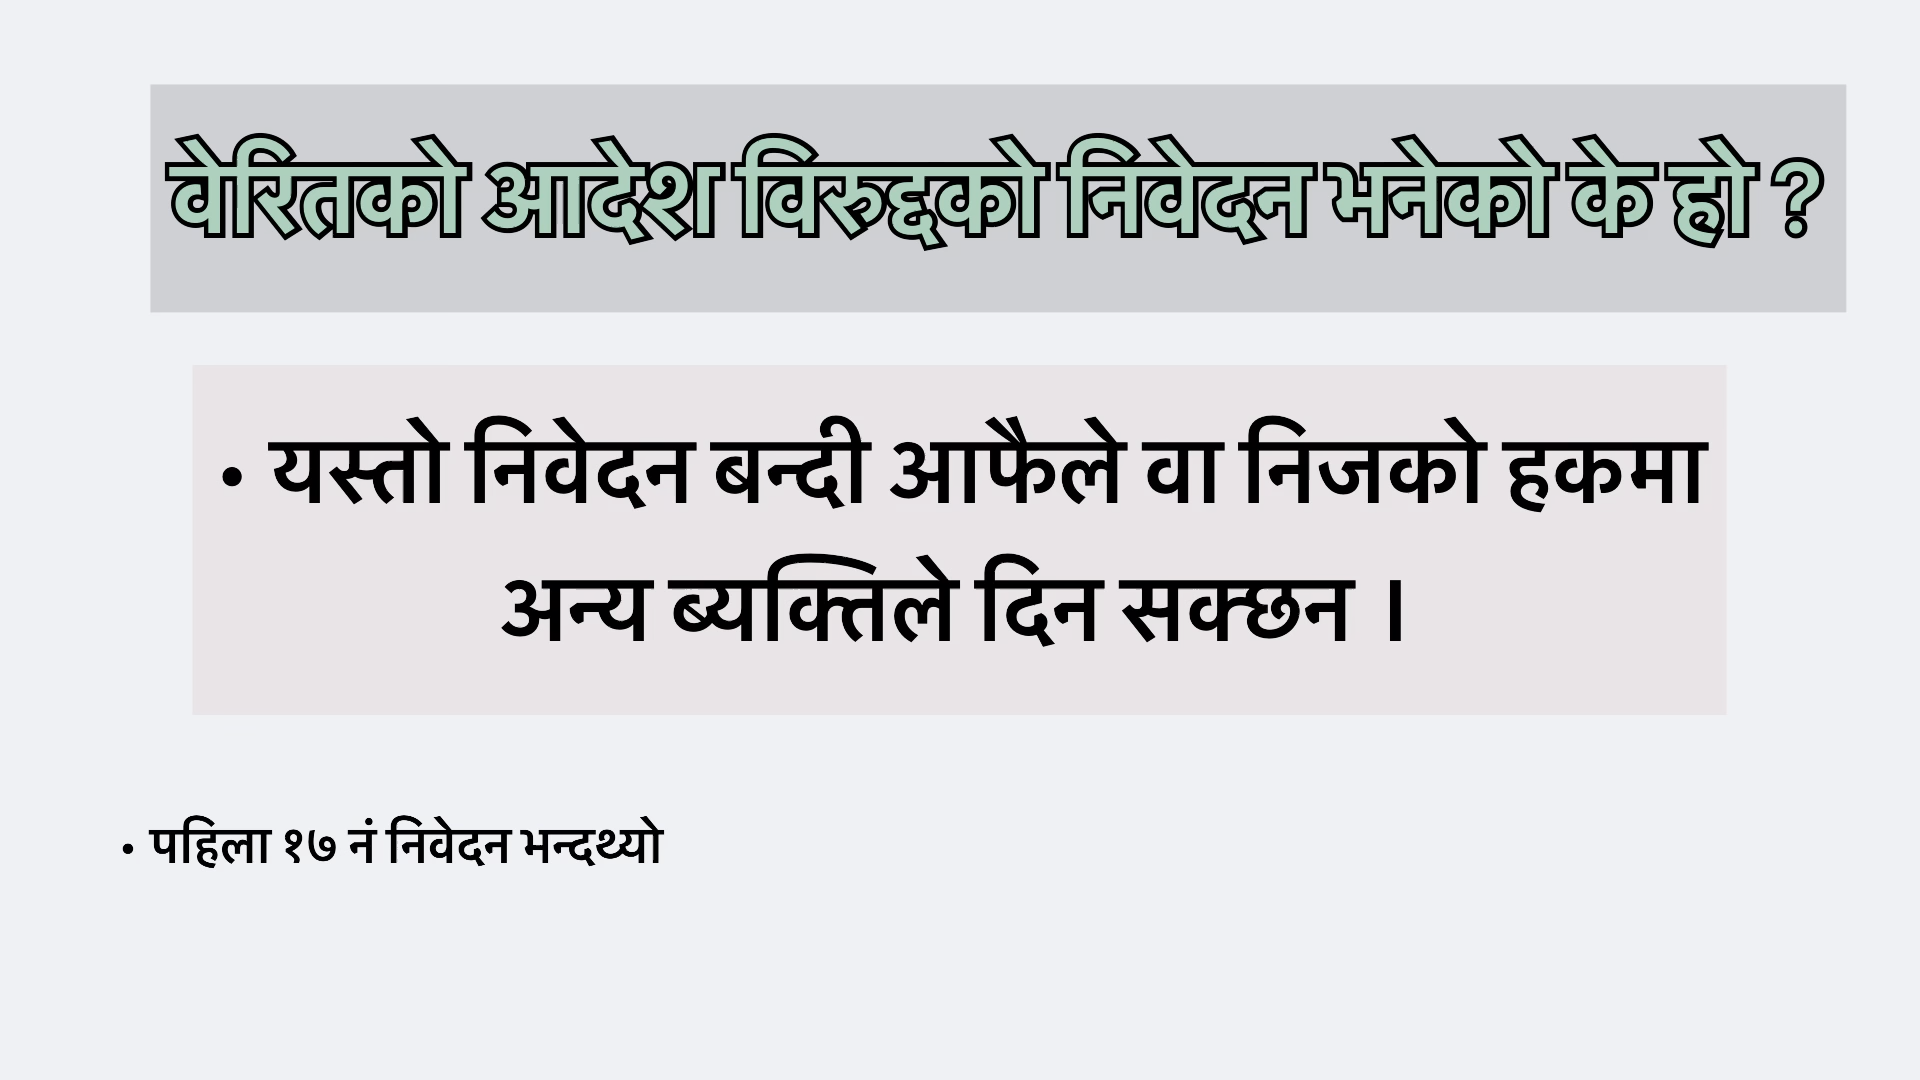 वेरितको आदेश विरुद्दको निवेदन भनेको के हो ?
• यस्तो निवेदन बन्दी आफैले वा निजको हकमा
अन्य ब्यक्तिले दिन सक्छन ।
• पहिला १७ नं निवेदन भन्दथ्यो